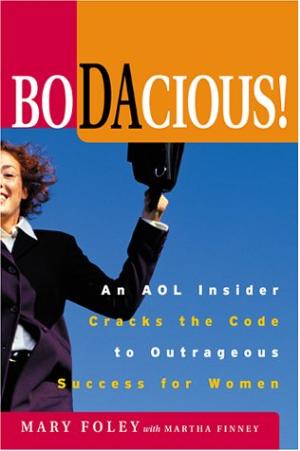 BODACIOUS!
An AOL Insider
Cracks the Code
to Outrageous
Success for Women
MARY FOLEY with MARTHA FINNEY